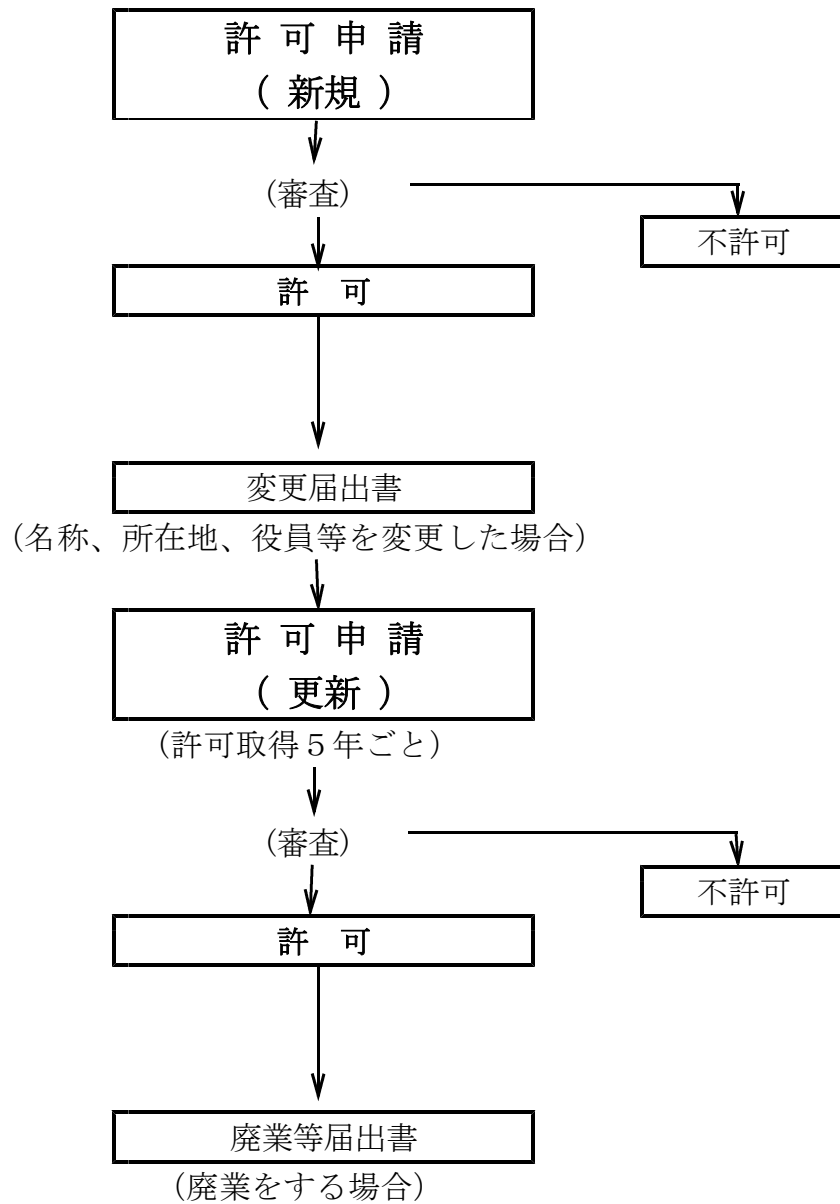 許 可 申 請
（ 新規 ）
（審査）
不許可
許　可
変更届出書
（名称、所在地、役員等を変更した場合）
許 可 申 請
（ 更新 ）
（許可取得５年ごと）
（審査）
不許可
許　可
廃業等届出書
（廃業をする場合）